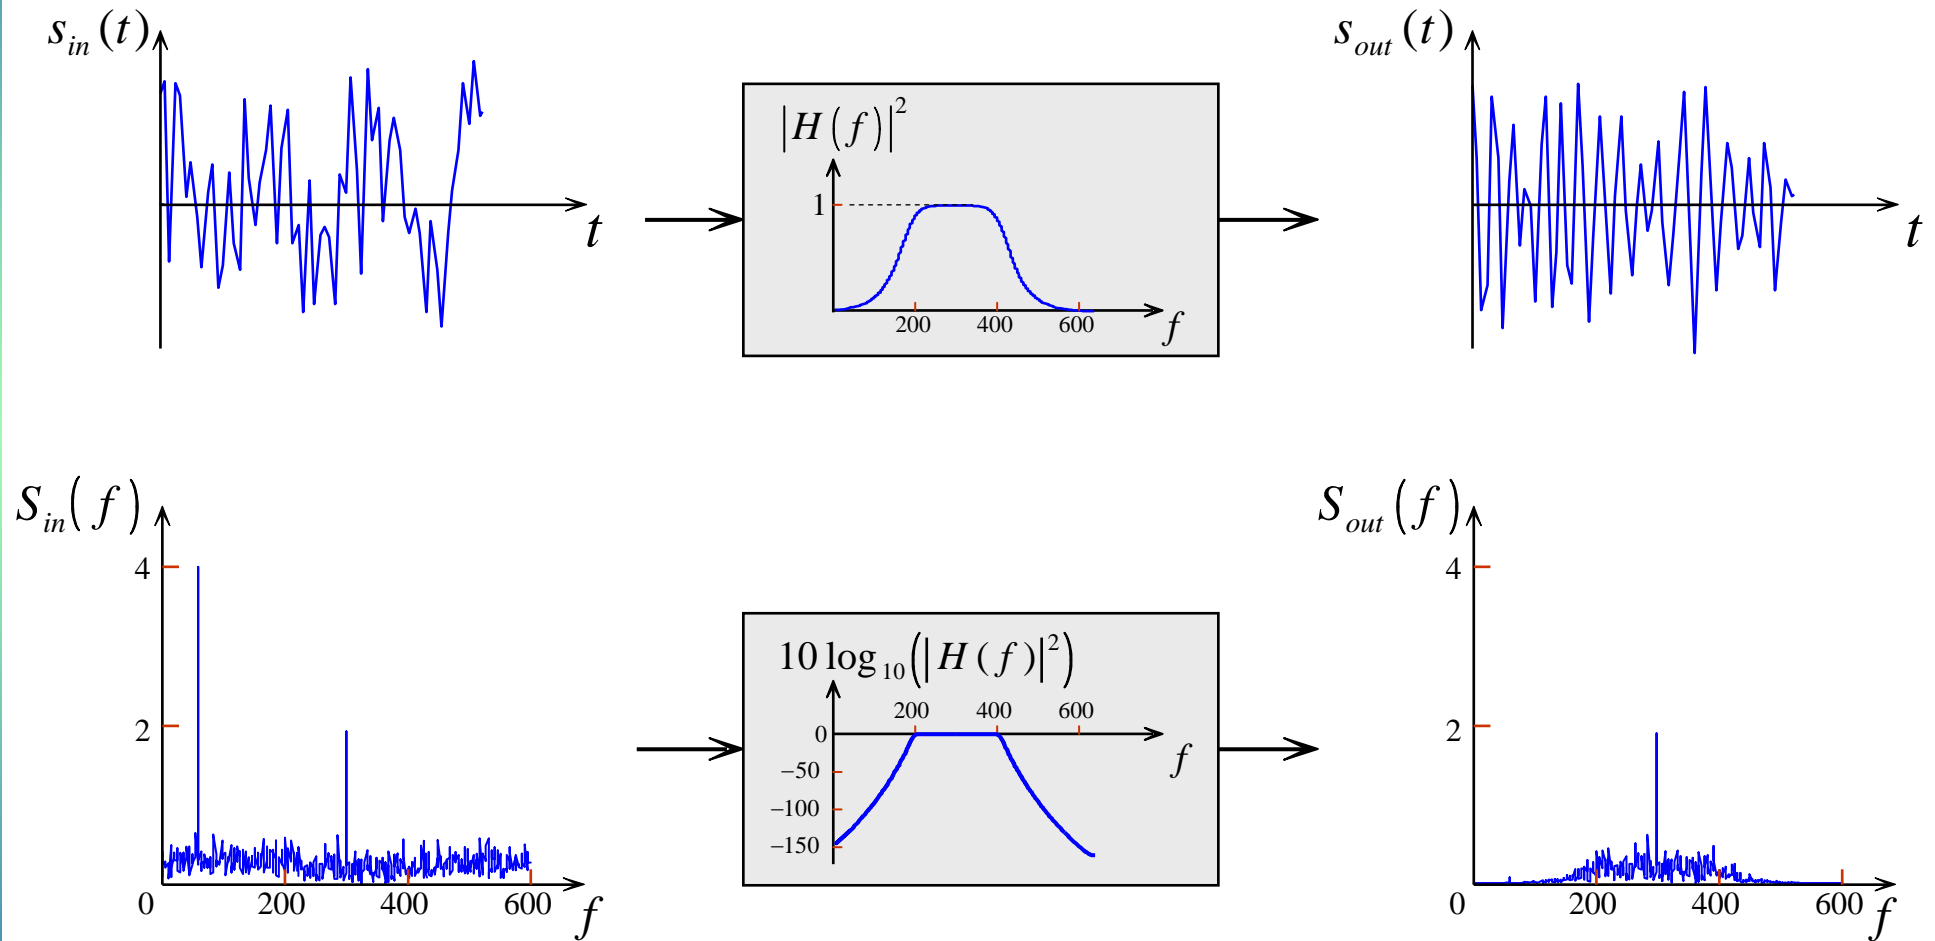 s_in(t)
s_out(t)
|H(f)|²
1
200 400 600
f
t
t
S_in(f)
S_out(f)
4
2
0 200 400 600 f
10 log₁₀(|H(f)|²)
200 400 600
0
−50
−100
−150
f
4
2
0 200 400 600 f